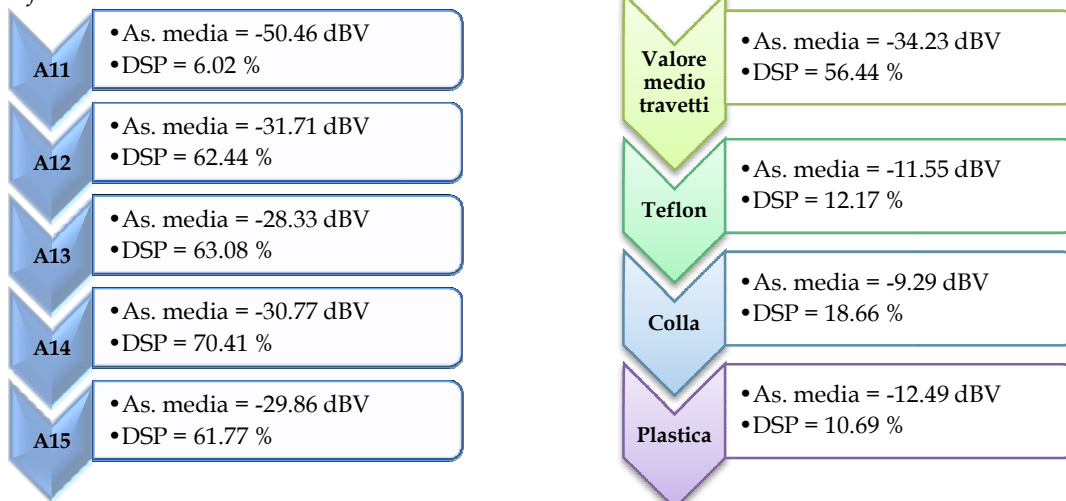 A11
•As. media = -50.46 dBV
•DSP = 6.02 %
A12
•As. media = -31.71 dBV
•DSP = 62.44 %
A13
•As. media = -28.33 dBV
•DSP = 63.08 %
A14
•As. media = -30.77 dBV
•DSP = 70.41 %
A15
•As. media = -29.86 dBV
•DSP = 61.77 %
Valore
medio
travetti
•As. media = -34.23 dBV
•DSP = 56.44 %
Teflon
•As. media = -11.55 dBV
•DSP = 12.17 %
Colla
•As. media = -9.29 dBV
•DSP = 18.66 %
Plastica
•As. media = -12.49 dBV
•DSP = 10.69 %